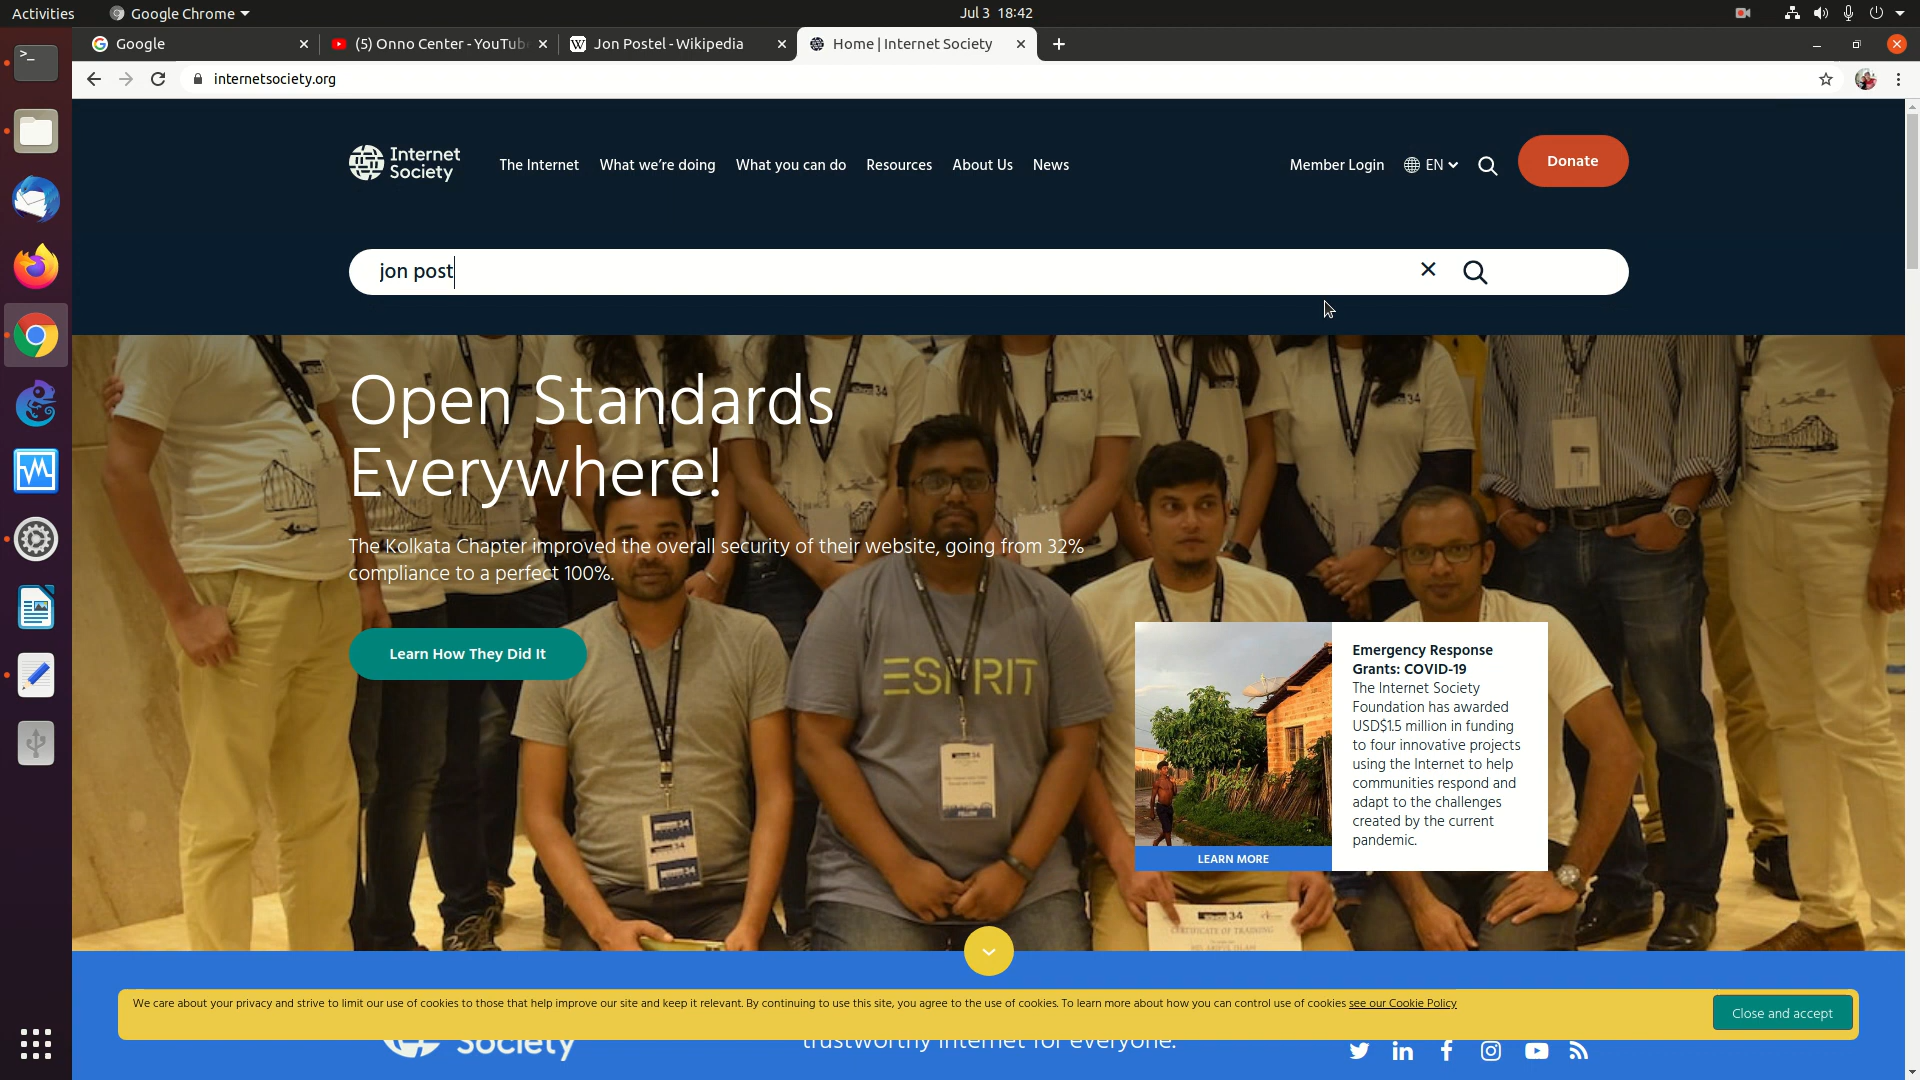 Activities
Google Chrome
Jul 3 18:42
Google
(5) Onno Center - YouTub
Jon Postel - Wikipedia
Home | Internet Society
internetsociety.org
Internet
Society
The Internet
What we're doing
What you can do
Resources
About Us
News
Member Login
EN
Donate
jon post
Open Standards
Everywhere!
The Kolkata Chapter improved the overall security of their website, going from 32%
compliance to a perfect 100%.
Learn How They Did It
ESPRIT
Emergency Response
Grants: COVID-19
The Internet Society
Foundation has awarded
USD$1.5 million in funding
to four innovative projects
using the Internet to help
communities respond and
adapt to the challenges
created by the current
pandemic.
LEARN MORE
34
CERTIFICATE OF TRAINING
We care about your privacy and strive to limit our use of cookies to those that help improve our site and keep it relevant. By continuing to use this site, you agree to the use of cookies. To learn more about how you can control use of cookies see our Cookie Policy
Close and accept
Society
trustworthy Internet for everyone.